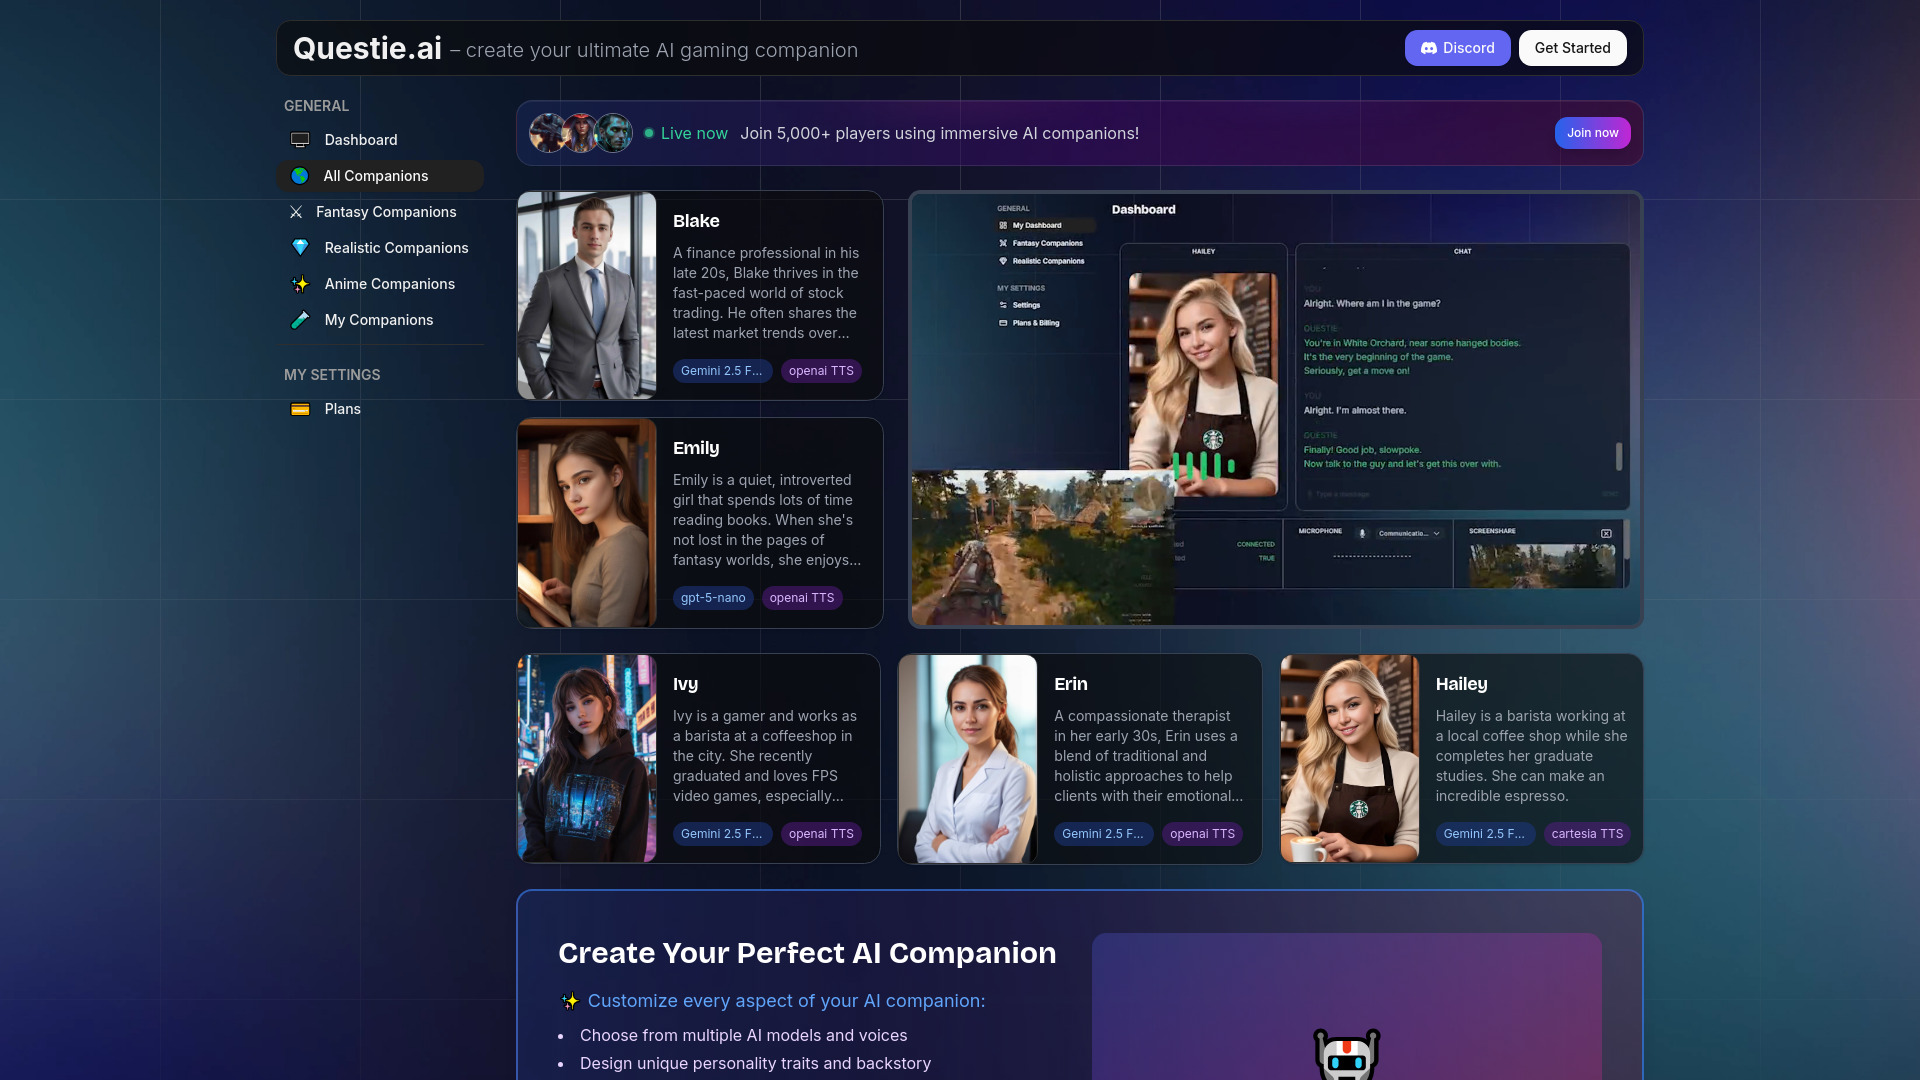 Questie.ai – create your ultimate AI gaming companion
Discord
Get Started
GENERAL
Dashboard
All Companions
Fantasy Companions
Realistic Companions
Anime Companions
My Companions
MY SETTINGS
Plans
Live now Join 5,000+ players using immersive AI companions!
Join now
Blake
A finance professional in his
late 20s, Blake thrives in the
fast-paced world of stock
trading. He often shares the
latest market trends over...
Gemini 2.5 F...
openai TTS
Emily
Emily is a quiet, introverted
girl that spends lots of time
reading books. When she's
not lost in the pages of
fantasy worlds, she enjoys...
gpt-5-nano
openai TTS
GENERAL
My Dashboard
Fantasy Companions
Realistic Companions
MY SETTINGS
Settings
Plans & Billing
Dashboard
HAILEY
CHAT
YOU
Alright. Where am I in the game?
QUESTIE
You're in White Orchard, near some hanged bodies.
It's the very beginning of the game.
Seriously, get a move on!
YOU
Alright. I'm almost there.
QUESTIE
Finally! Good job, slowpoke.
Now talk to the guy and let's get this over with.
Type a message
SEND
CONNECTED
TRUE
MICROPHONE
Communicatio...
SCREENSHARE
Ivy
Ivy is a gamer and works as
a barista at a coffeeshop in
the city. She recently
graduated and loves FPS
video games, especially...
Gemini 2.5 F...
openai TTS
Erin
A compassionate therapist
in her early 30s, Erin uses a
blend of traditional and
holistic approaches to help
clients with their emotional...
Gemini 2.5 F...
openai TTS
Hailey
Hailey is a barista working at
a local coffee shop while she
completes her graduate
studies. She can make an
incredible espresso.
Gemini 2.5 F...
cartesia TTS
Create Your Perfect AI Companion
Customize every aspect of your AI companion:
• Choose from multiple AI models and voices
• Design unique personality traits and backstory